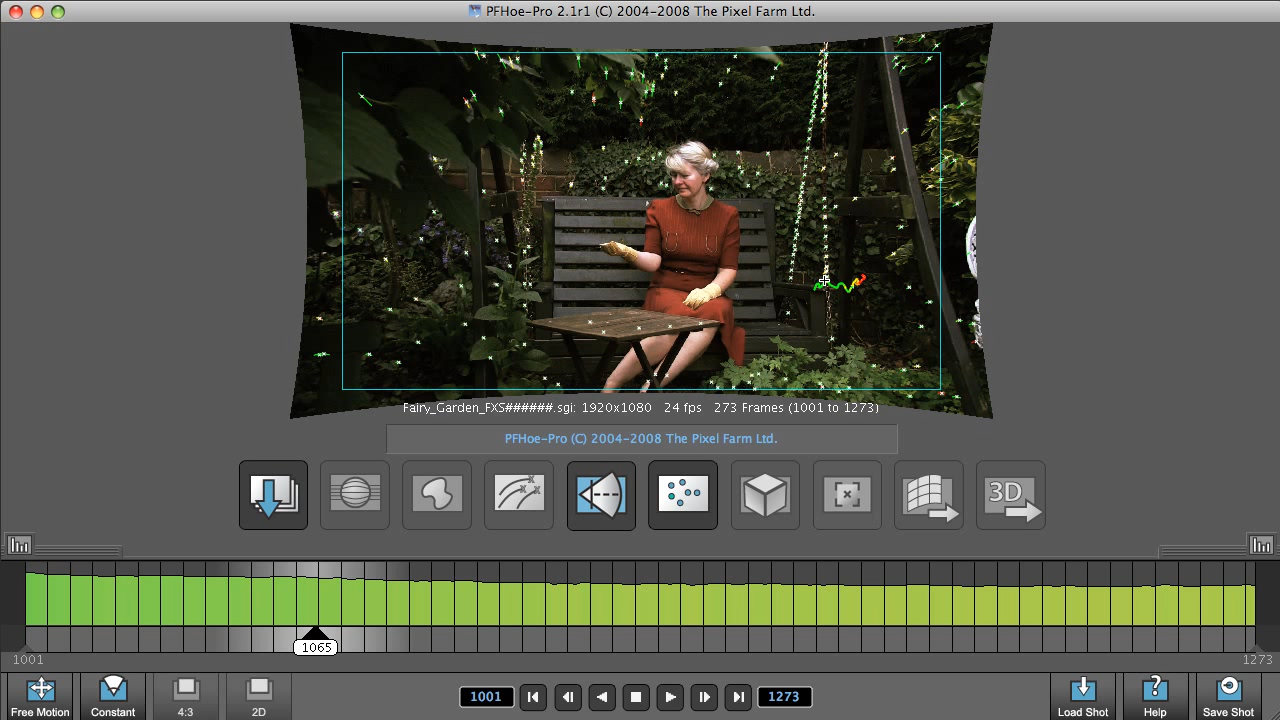 PFHoe-Pro 2.1r1 (C) 2004-2008 The Pixel Farm Ltd.
Fairy_Garden_FXS######.sgi: 1920x1080 24 fps 273 Frames (1001 to 1273)
PFHoe-Pro (C) 2004-2008 The Pixel Farm Ltd.
3D
1065
1001 1273
1001 1273
Free Motion Constant 4:3 2D Load Shot Help Save Shot